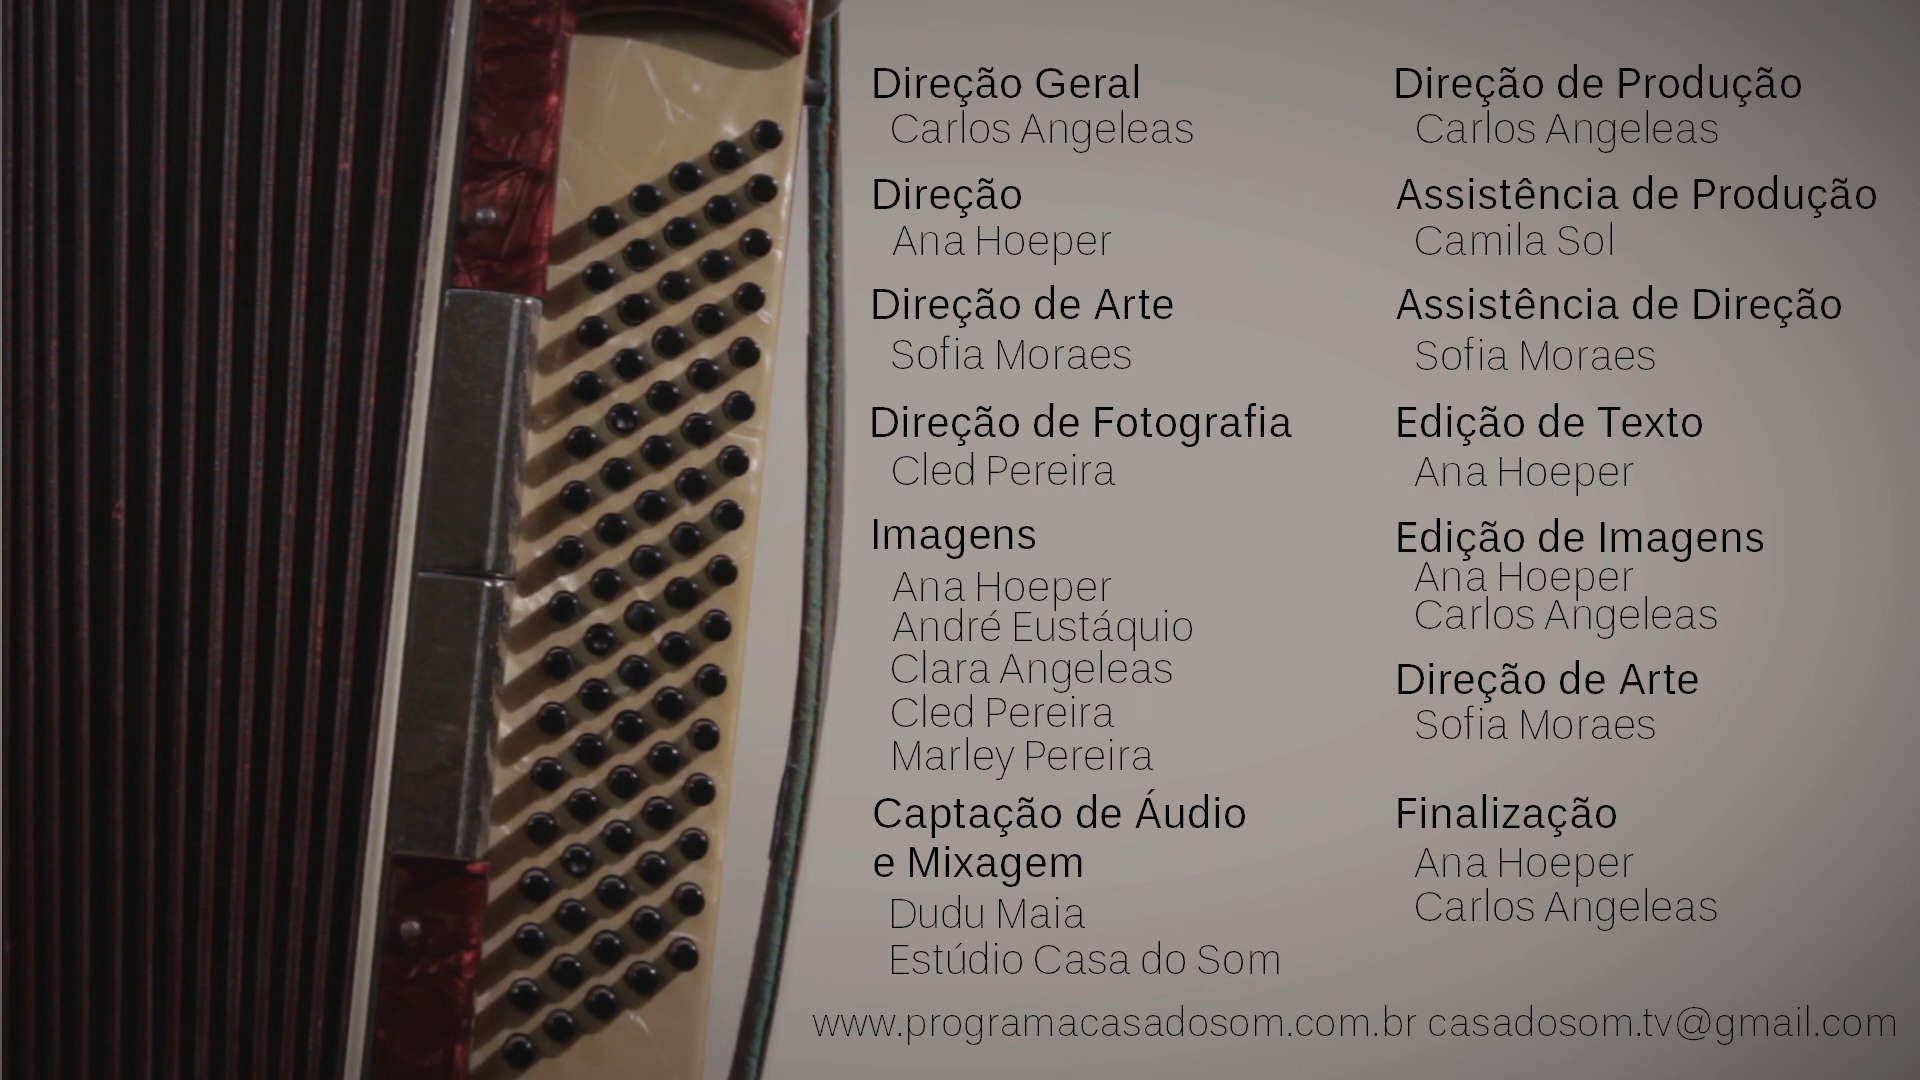 Direção Geral
Carlos Angeleas
Direção
Ana Hoeper
Direção de Arte
Sofia Moraes
Direção de Fotografia
Cled Pereira
Imagens
Ana Hoeper
André Eustáquio
Clara Angeleas
Cled Pereira
Marley Pereira
Captação de Áudio
e Mixagem
Dudu Maia
Estúdio Casa do Som
Direção de Produção
Carlos Angeleas
Assistência de Produção
Camila Sol
Assistência de Direção
Sofia Moraes
Edição de Texto
Ana Hoeper
Edição de Imagens
Ana Hoeper
Carlos Angeleas
Direção de Arte
Sofia Moraes
Finalização
Ana Hoeper
Carlos Angeleas
www.programacasadosom.com.br casadosom.tv@gmail.com